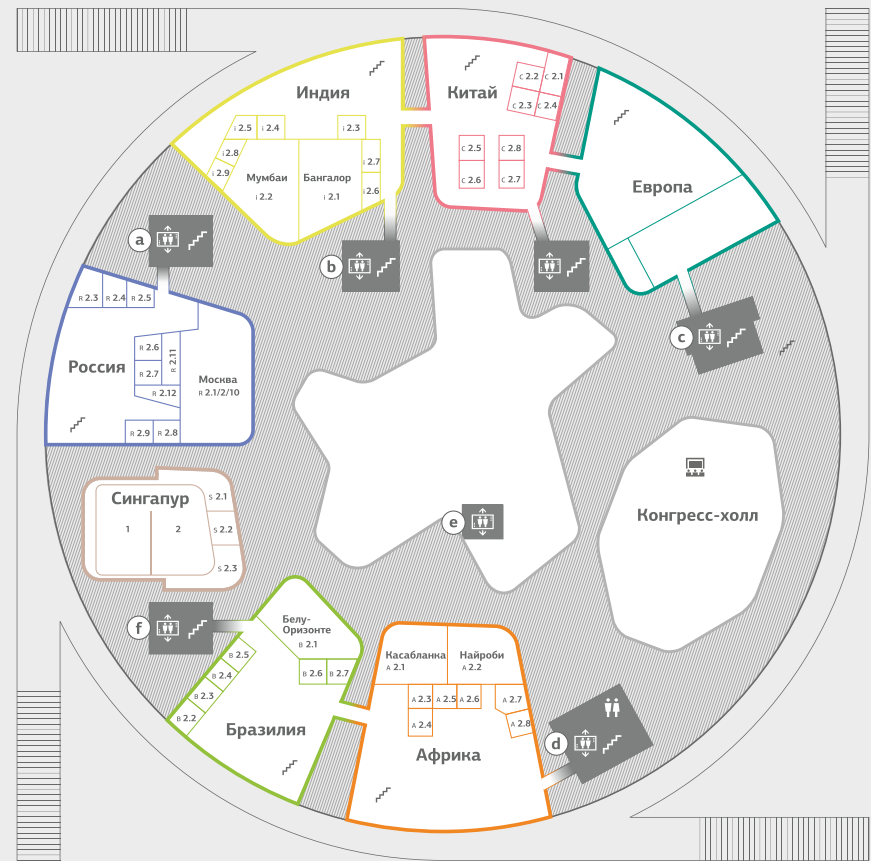 Индия
i 2.5
i 2.4
i 2.3
i 2.8
i 2.9
Мумбаи
i 2.2
Бангалор
i 2.1
i 2.7
i 2.6
Китай
C 2.2
C 2.1
C 2.3
C 2.4
C 2.5
C 2.8
C 2.6
C 2.7
Европа
a
b
c
Россия
R 2.3
R 2.4
R 2.5
R 2.6
R 2.7
R 2.11
R 2.12
R 2.9
R 2.8
Москва
R 2.1/2/10
Сингапур
1
2
S 2.1
S 2.2
S 2.3
e
Конгресс-холл
f
Белу-
Оризонте
B 2.1
B 2.5
B 2.4
B 2.3
B 2.2
B 2.6
B 2.7
Бразилия
Касабланка
A 2.1
Найроби
A 2.2
A 2.3
A 2.5
A 2.6
A 2.7
A 2.4
A 2.8
Африка
d